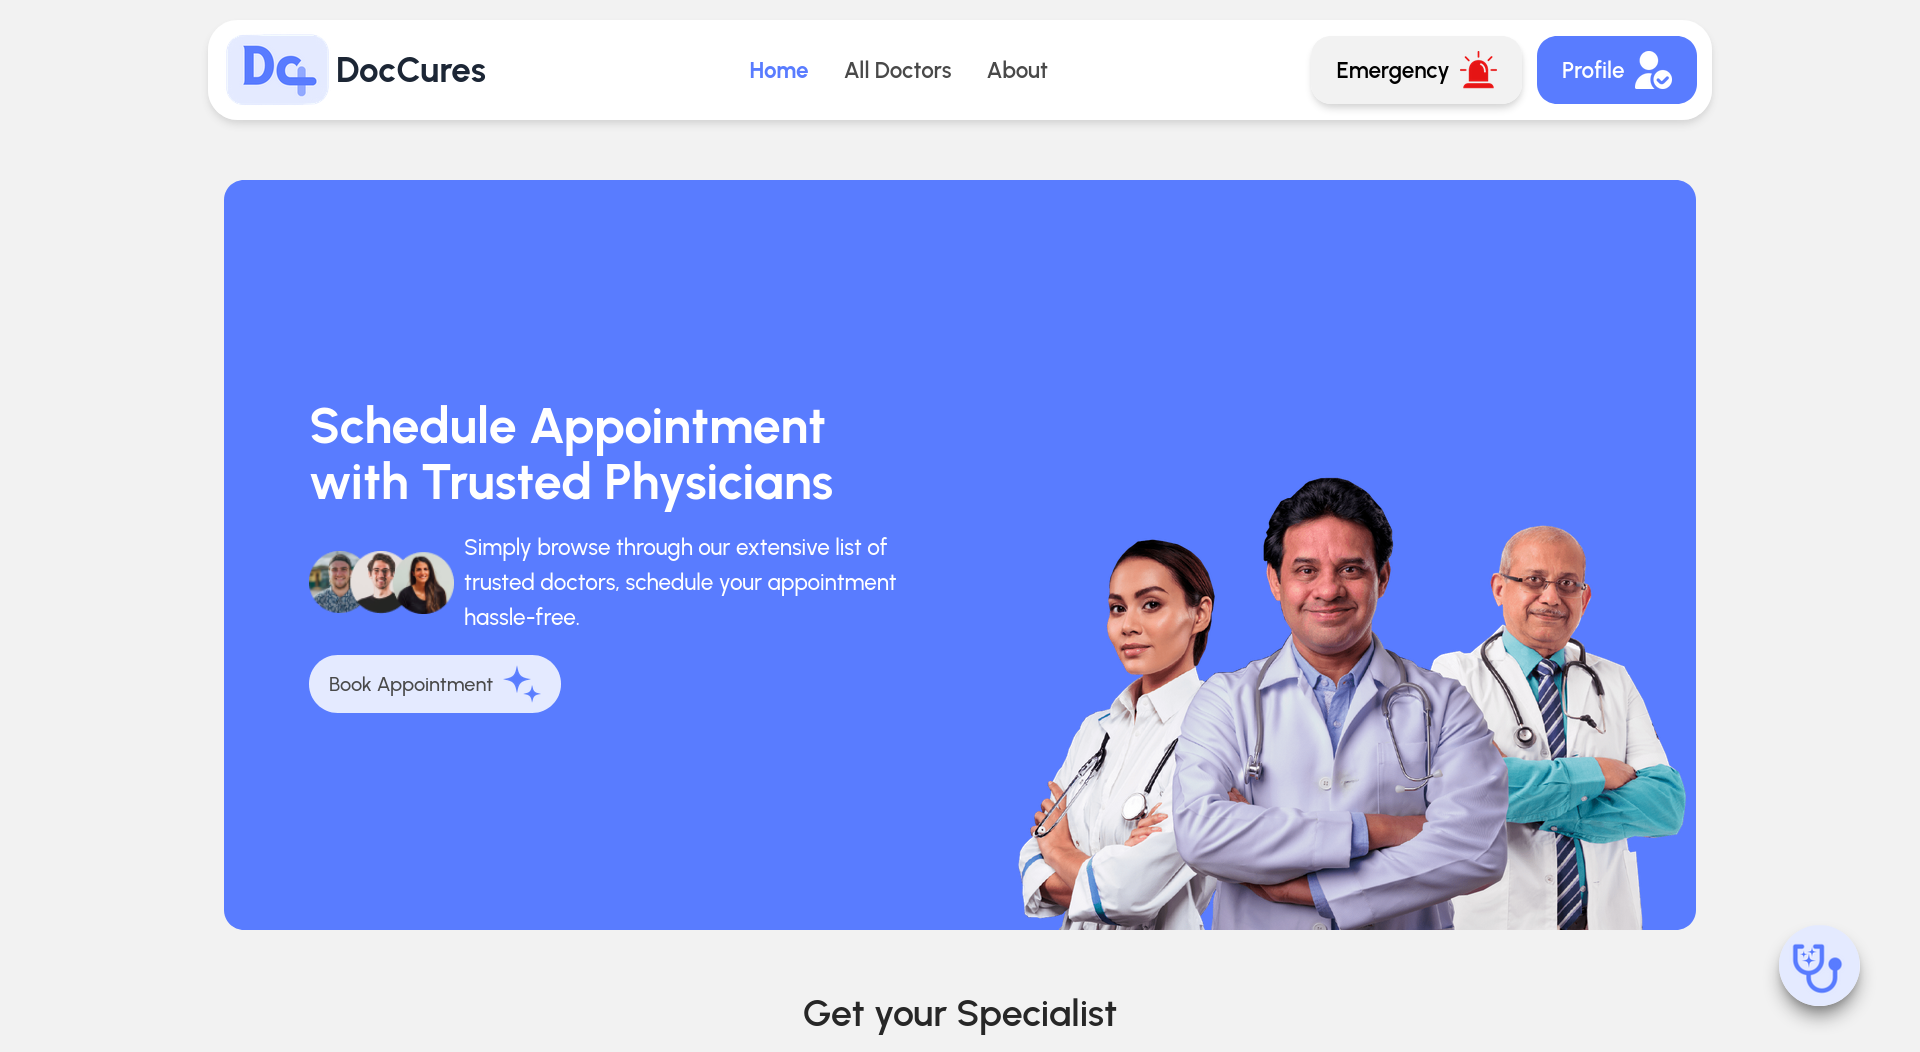 Dc
DocCures
Home
All Doctors
About
Emergency
Profile
Schedule Appointment
with Trusted Physicians
Simply browse through our extensive list of
trusted doctors, schedule your appointment
hassle-free.
Book Appointment
Get your Specialist